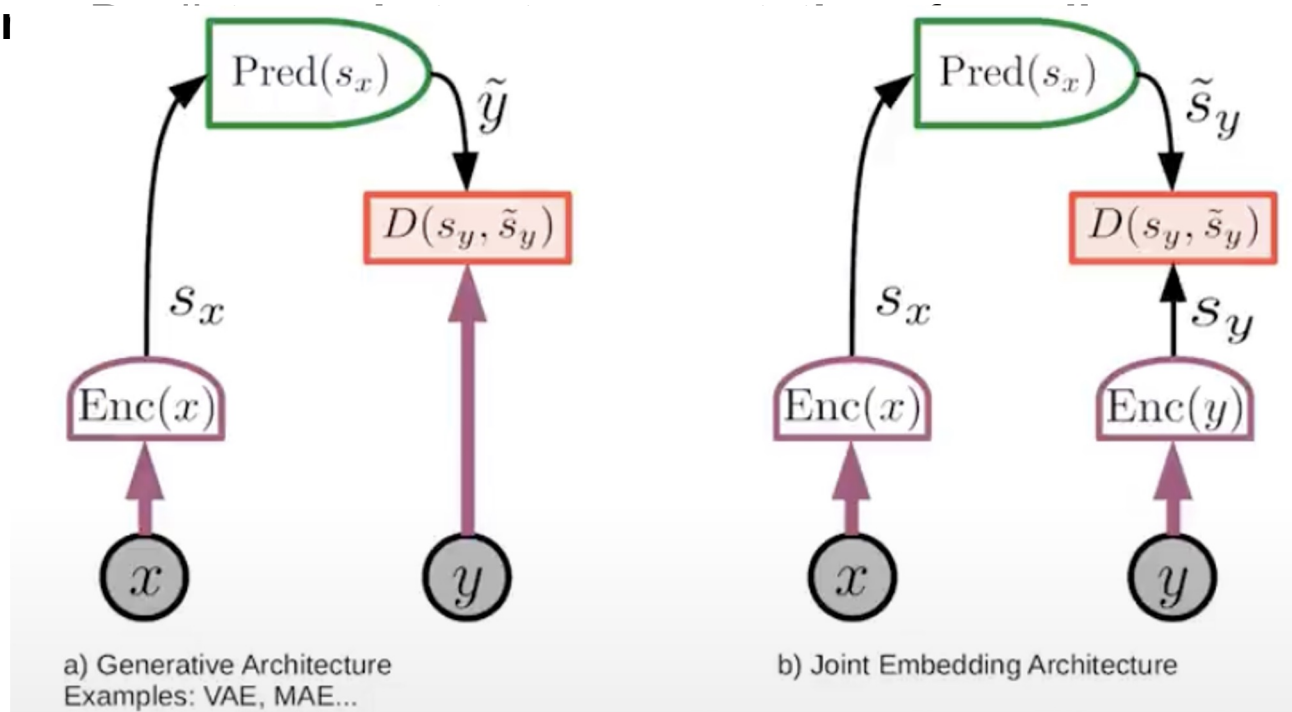 Pred(s_x)
ỹ
D(s_y, s̃_y)
s_x
Enc(x)
x
y
a) Generative Architecture
Examples: VAE, MAE...
Pred(s_x)
s̃_y
D(s_y, s̃_y)
s_x
s_y
Enc(x)
Enc(y)
x
y
b) Joint Embedding Architecture